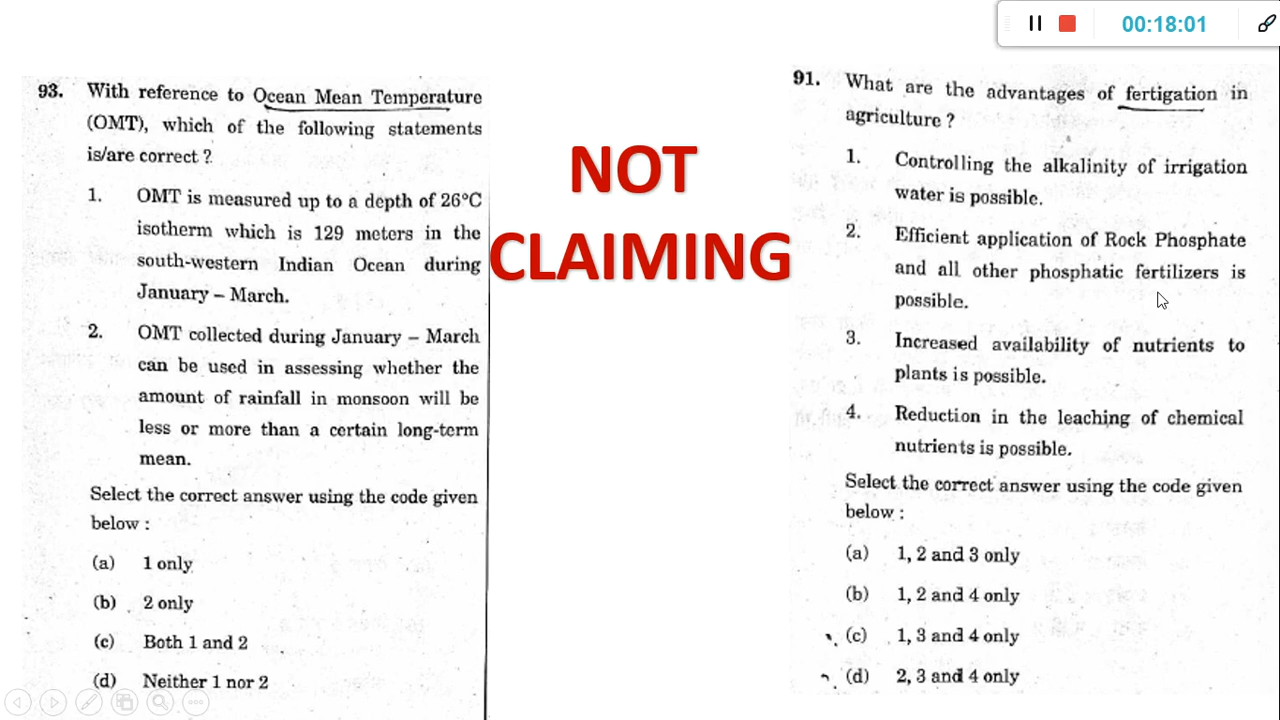 00:18:01
93. With reference to Ocean Mean Temperature
(OMT), which of the following statements
is/are correct ?
1. OMT is measured up to a depth of 26°C
isotherm which is 129 meters in the
south-western Indian Ocean during
January – March.
2. OMT collected during January – March
can be used in assessing whether the
amount of rainfall in monsoon will be
less or more than a certain long-term
mean.
Select the correct answer using the code given
below :
(a) 1 only
(b) 2 only
(c) Both 1 and 2
(d) Neither 1 nor 2
NOT
CLAIMING
91. What are the advantages of fertigation in
agriculture ?
1. Controlling the alkalinity of irrigation
water is possible.
2. Efficient application of Rock Phosphate
and all other phosphatic fertilizers is
possible.
3. Increased availability of nutrients to
plants is possible.
4. Reduction in the leaching of chemical
nutrients is possible.
Select the correct answer using the code given
below :
(a) 1, 2 and 3 only
(b) 1, 2 and 4 only
(c) 1, 3 and 4 only
(d) 2, 3 and 4 only